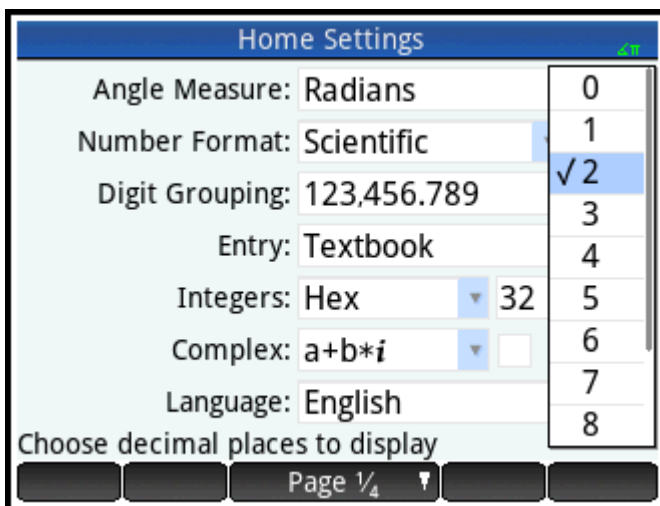 Home Settings
∡π
Angle Measure: Radians
Number Format: Scientific
Digit Grouping: 123,456.789
Entry: Textbook
Integers: Hex 32
Complex: a+b*i
Language: English
0
1
√ 2
3
4
5
6
7
8
Choose decimal places to display
Page ¼